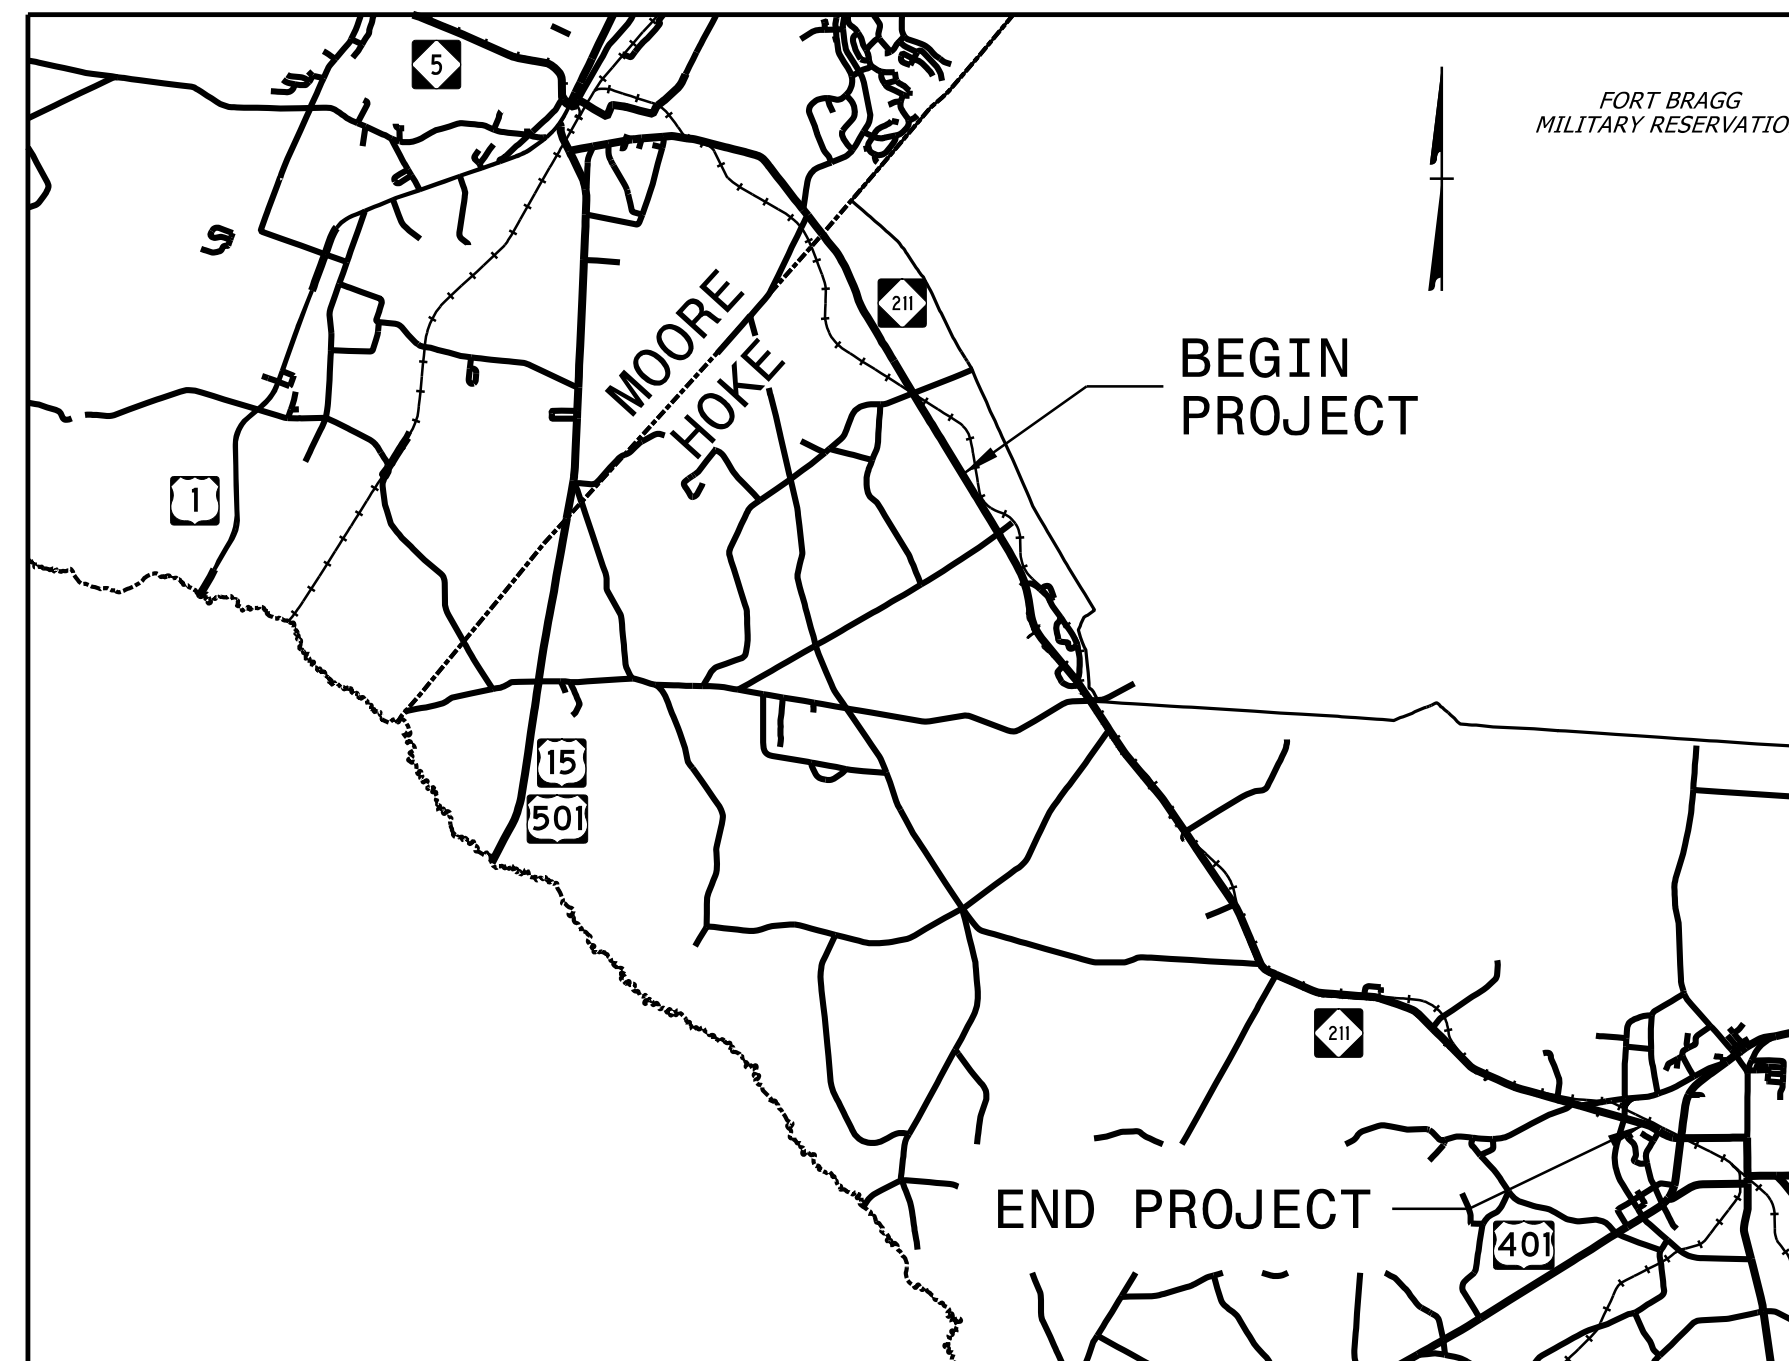 5
FORT BRAGG
MILITARY RESERVATIO
211
MOORE
HOKE
BEGIN
PROJECT
1
15
501
211
END PROJECT
401